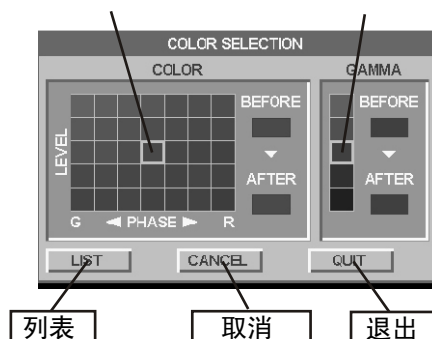 COLOR SELECTION
COLOR
GAMMA
BEFORE
AFTER
LEVEL
G ◄ PHASE ► R
BEFORE
AFTER
LIST
CANCEL
QUIT
列表
取消
退出